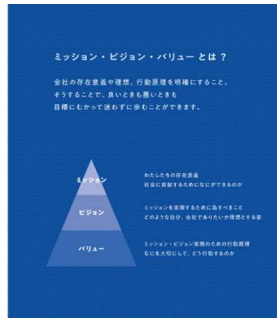 ミッション・ビジョン・バリュー とは？
会社の存在意義や理想、行動原理を明確にすること。
そうすることで、良いときも悪いときも
目標にむかって迷わずに歩むことができます。
ミッション
わたしたちの存在意義
社会に貢献するためになにができるのか
ビジョン
ミッションを実現するために為すべきこと
どのような自分、会社でありたいか理想とする姿
バリュー
ミッション・ビジョン実現のための行動原理
なにを大切にして、どう行動するのか